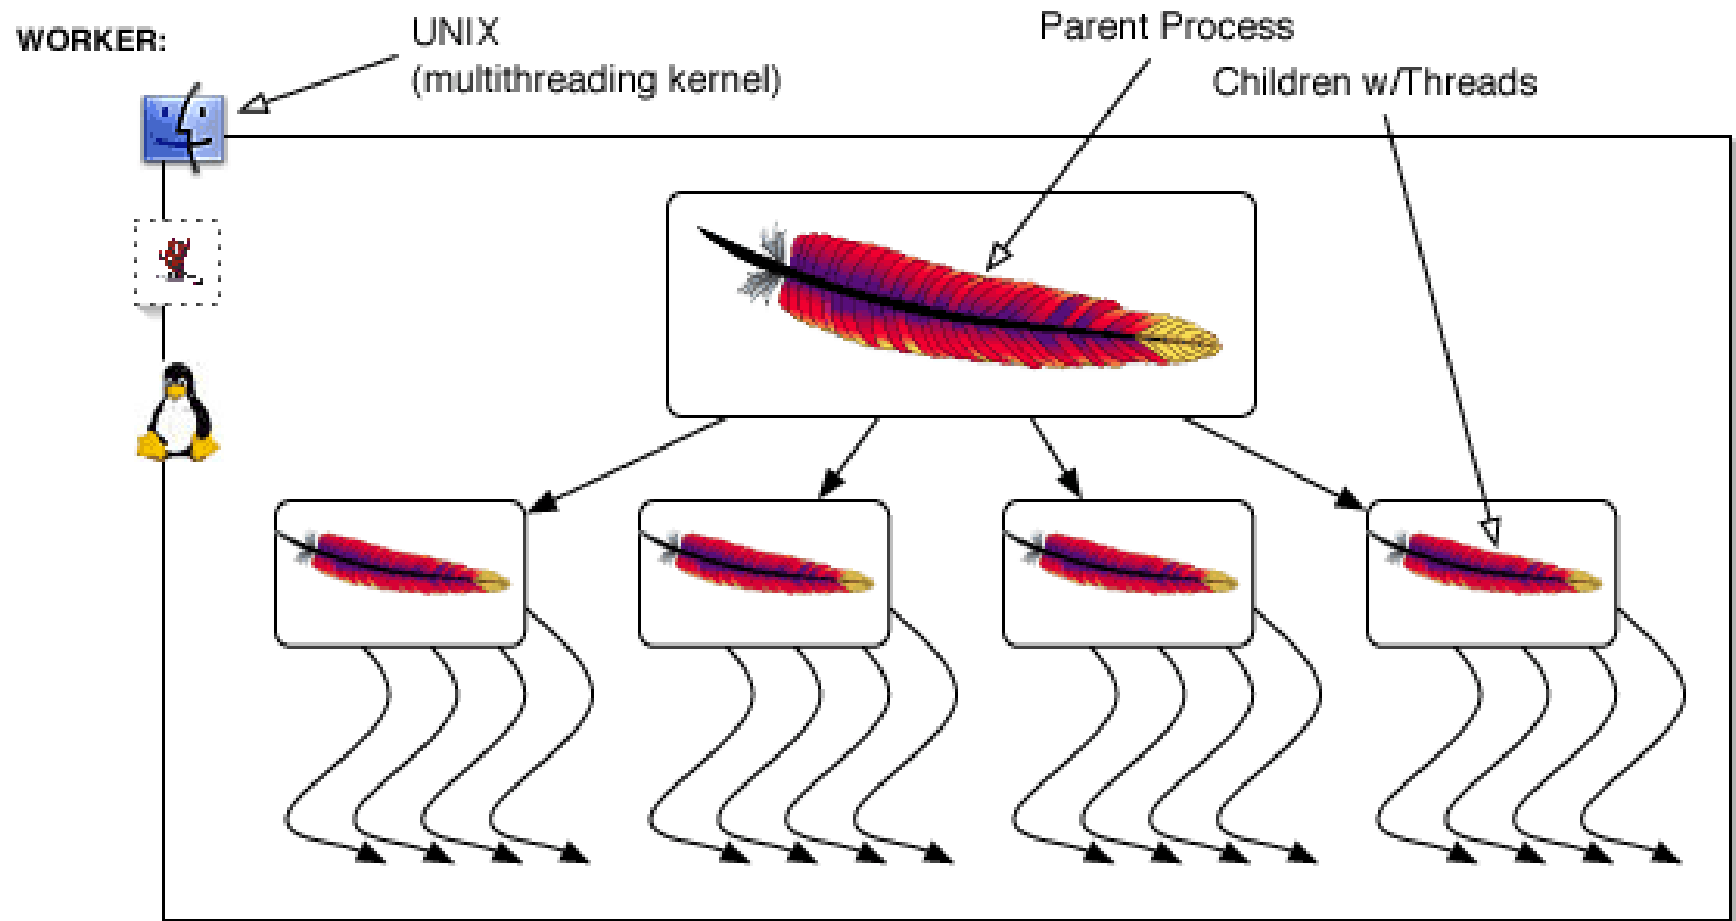 WORKER:
UNIX
(multithreading kernel)
Parent Process
Children w/Threads